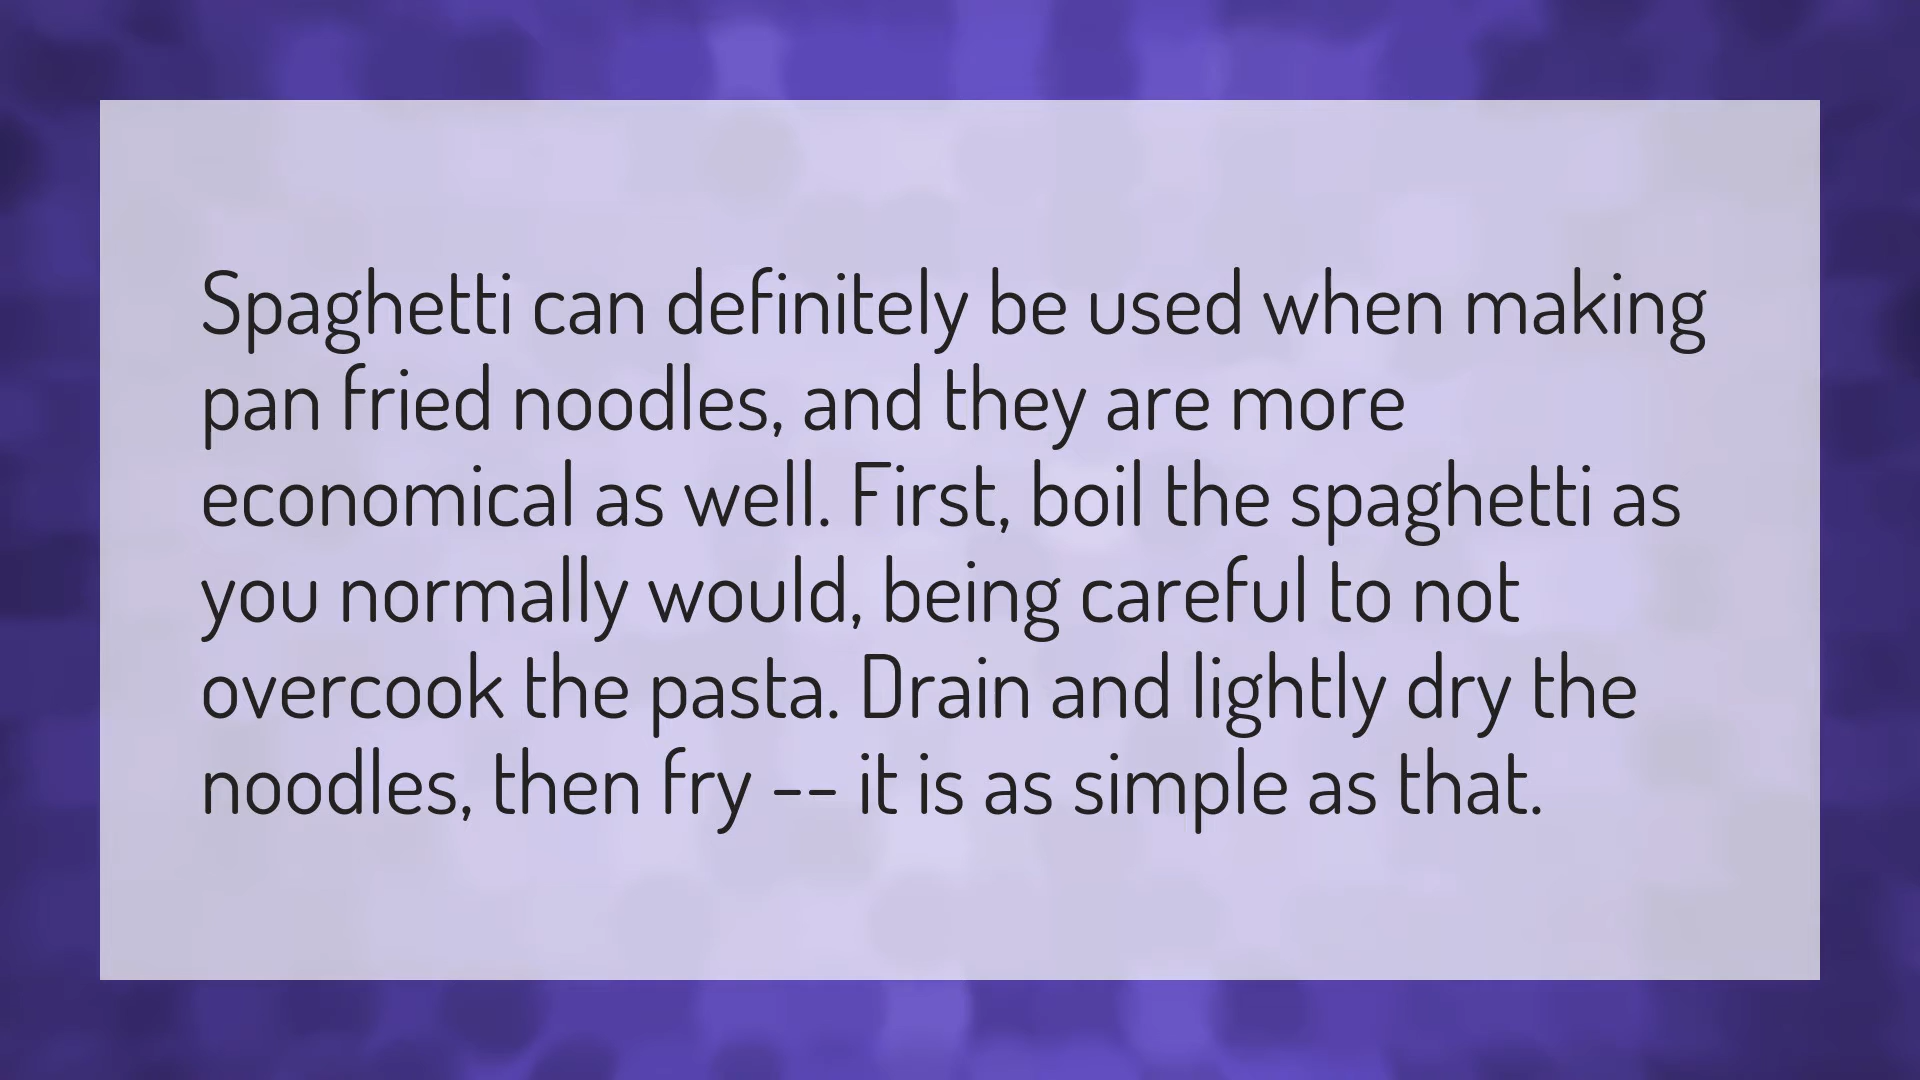 Spaghetti can definitely be used when making
pan fried noodles, and they are more
economical as well. First, boil the spaghetti as
you normally would, being careful to not
overcook the pasta. Drain and lightly dry the
noodles, then fry -- it is as simple as that.